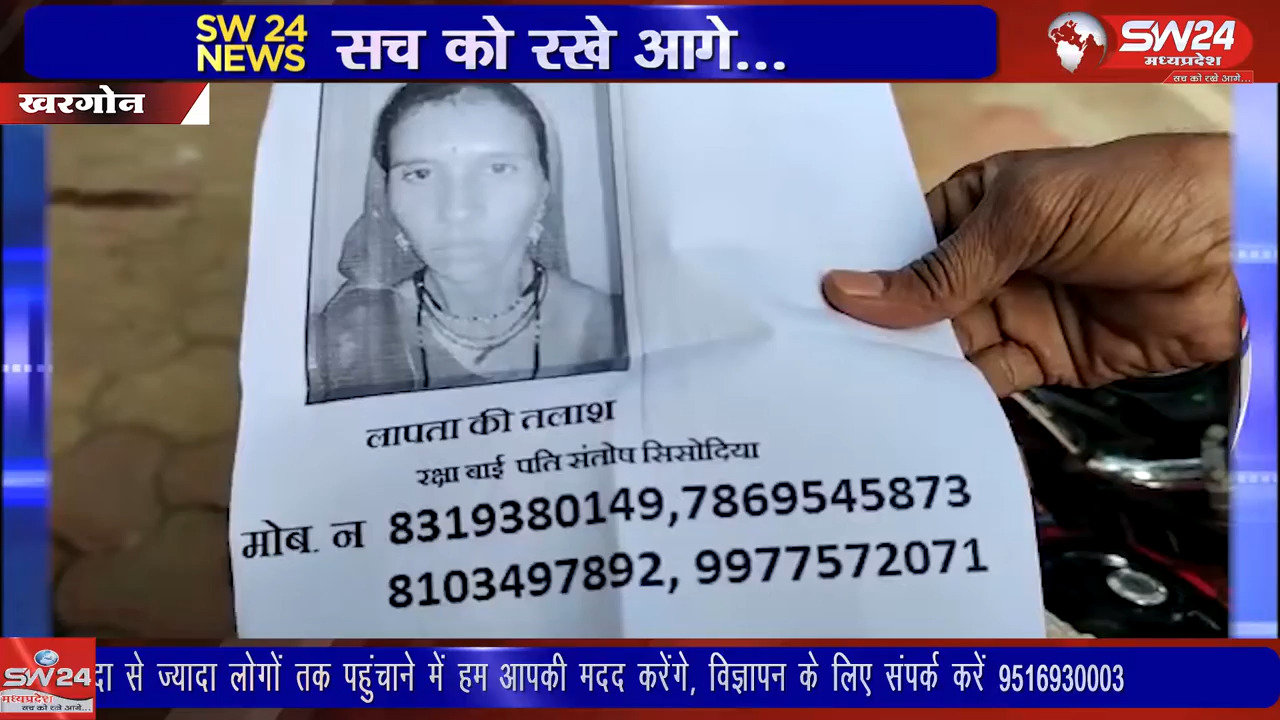 SW 24
NEWS
सच को रखे आगे...
SW24
मध्यप्रदेश
सच को रखे आगे...
खरगोन
लापता की तलाश
रक्षा बाई पति संतोष सिसोदिया
मोब. न 8319380149,7869545873
8103497892, 9977572071
SW24
मध्यप्रदेश
सच को रखे आगे...
दा से ज्यादा लोगों तक पहुंचाने में हम आपकी मदद करेंगे, विज्ञापन के लिए संपर्क करें 9516930003